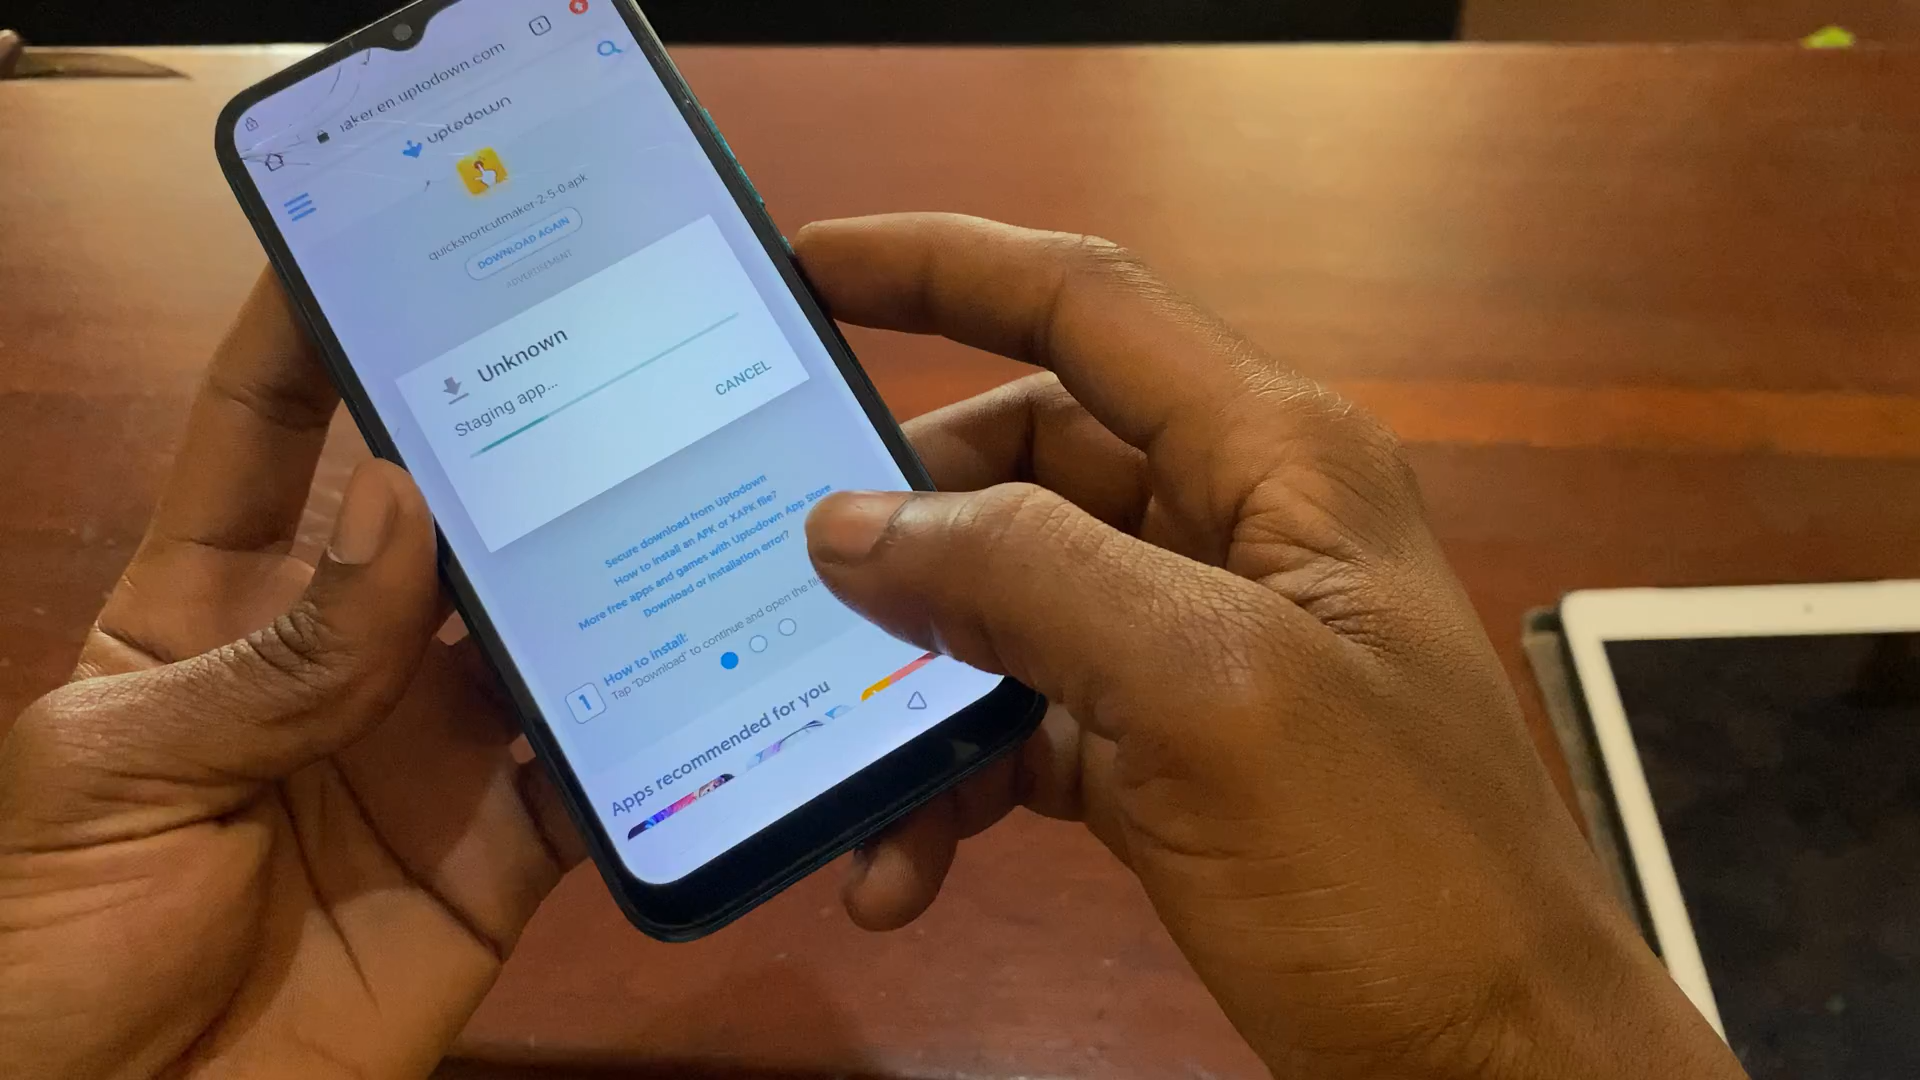 1
aker.en.uptodown.com
uptodown
quickshortcutmaker-2-5-0.apk
DOWNLOAD AGAIN
ADVERTISEMENT
Unknown
Staging app...
CANCEL
Secure download from Uptodown
How to install an APK or XAPK file?
More free apps and games with Uptodown App Store
Download or installation error?
1
How to install:
Tap "Download" to continue and open the
Apps recommended for you